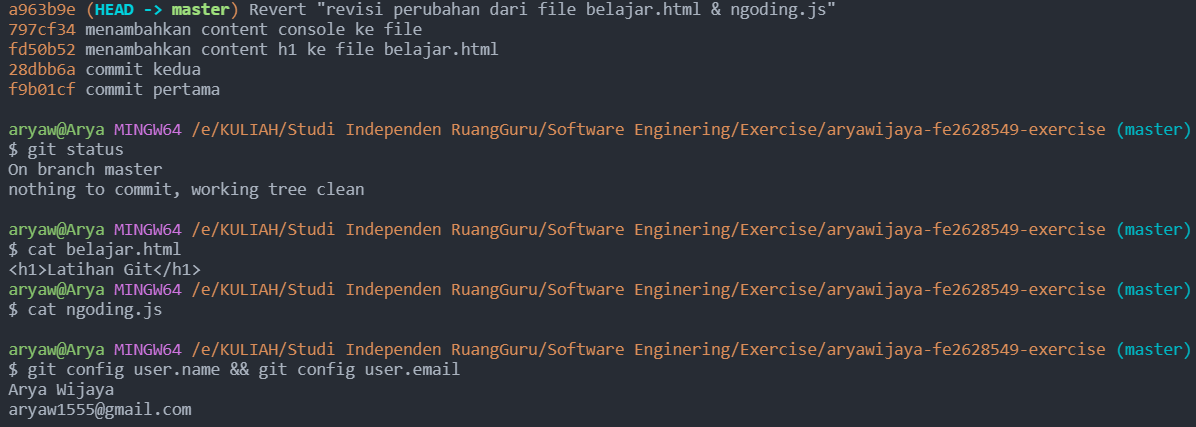 a963b9e (HEAD -> master) Revert "revisi perubahan dari file belajar.html & ngoding.js"
797cf34 menambahkan content console ke file
fd50b52 menambahkan content h1 ke file belajar.html
28dbb6a commit kedua
f9b01cf commit pertama
aryaw@Arya MINGW64 /e/KULIAH/Studi Independen RuangGuru/Software Enginering/Exercise/aryawijaya-fe2628549-exercise (master)
$ git status
On branch master
nothing to commit, working tree clean
aryaw@Arya MINGW64 /e/KULIAH/Studi Independen RuangGuru/Software Enginering/Exercise/aryawijaya-fe2628549-exercise (master)
$ cat belajar.html
<h1>Latihan Git</h1>
aryaw@Arya MINGW64 /e/KULIAH/Studi Independen RuangGuru/Software Enginering/Exercise/aryawijaya-fe2628549-exercise (master)
$ cat ngoding.js
aryaw@Arya MINGW64 /e/KULIAH/Studi Independen RuangGuru/Software Enginering/Exercise/aryawijaya-fe2628549-exercise (master)
$ git config user.name && git config user.email
Arya Wijaya
aryaw1555@gmail.com